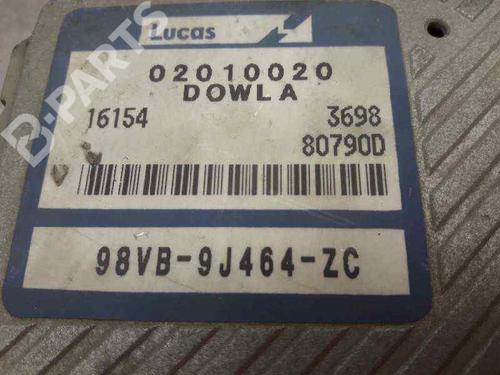 Lucas
02010020
DOWLA
16154 3698
80790D
98VB-9J464-ZC
B-PARTS